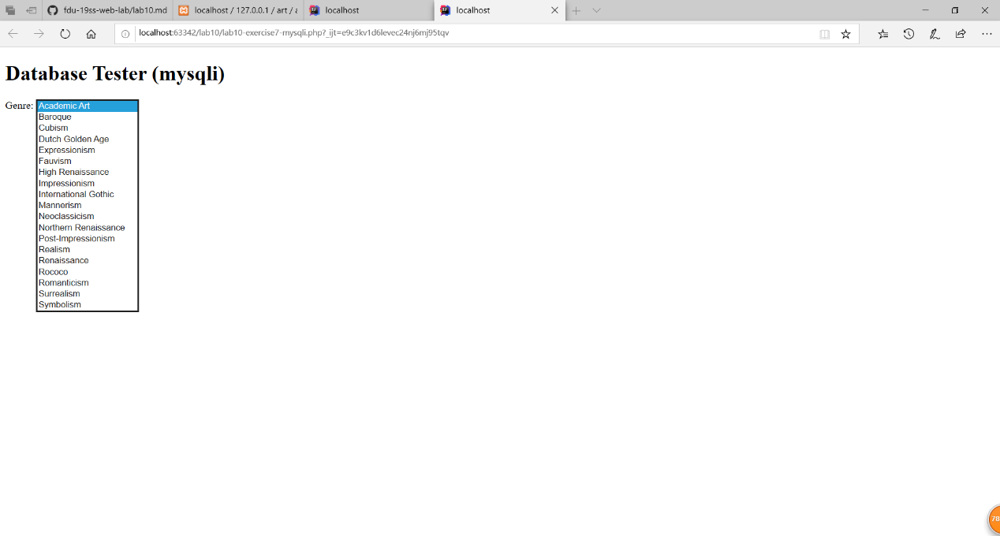 fdu-19ss-web-lab/lab10.md
localhost / 127.0.0.1 / art / a
localhost
localhost
localhost:63342/lab10/lab10-exercise7-mysqli.php?_ijt=e9c3kv1d6levec24nj6mj95tqv
Database Tester (mysqli)
Genre: Academic Art
Baroque
Cubism
Dutch Golden Age
Expressionism
Fauvism
High Renaissance
Impressionism
International Gothic
Mannerism
Neoclassicism
Northern Renaissance
Post-Impressionism
Realism
Renaissance
Rococo
Romanticism
Surrealism
Symbolism
78